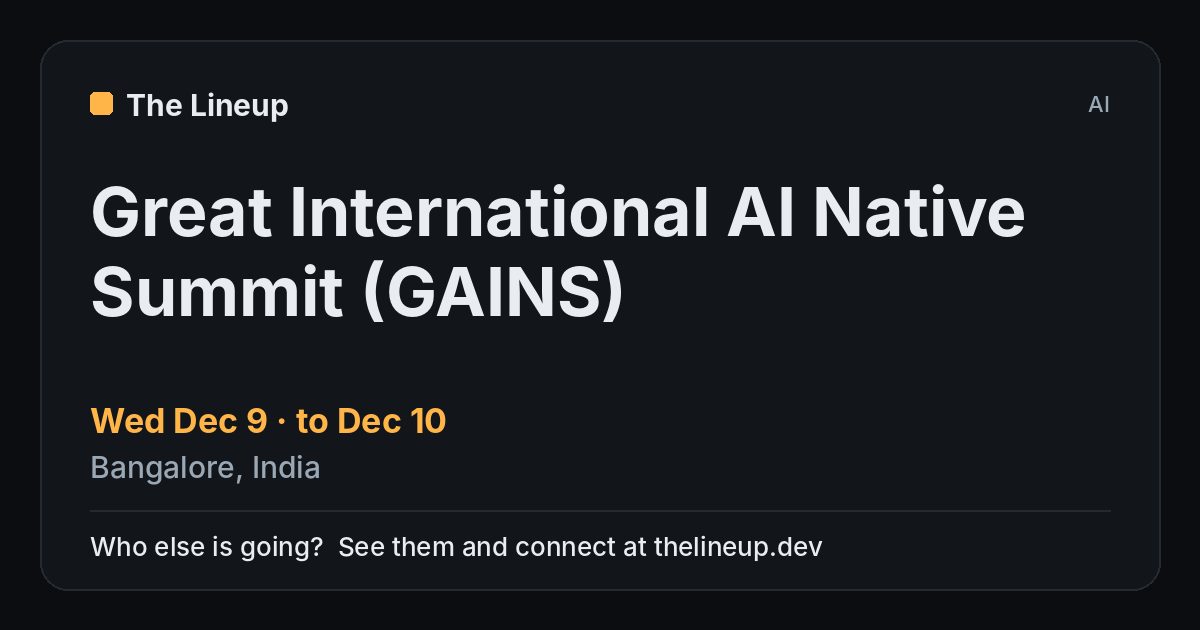 The Lineup
AI
Great International AI Native
Summit (GAINS)
Wed Dec 9 · to Dec 10
Bangalore, India
Who else is going? See them and connect at thelineup.dev